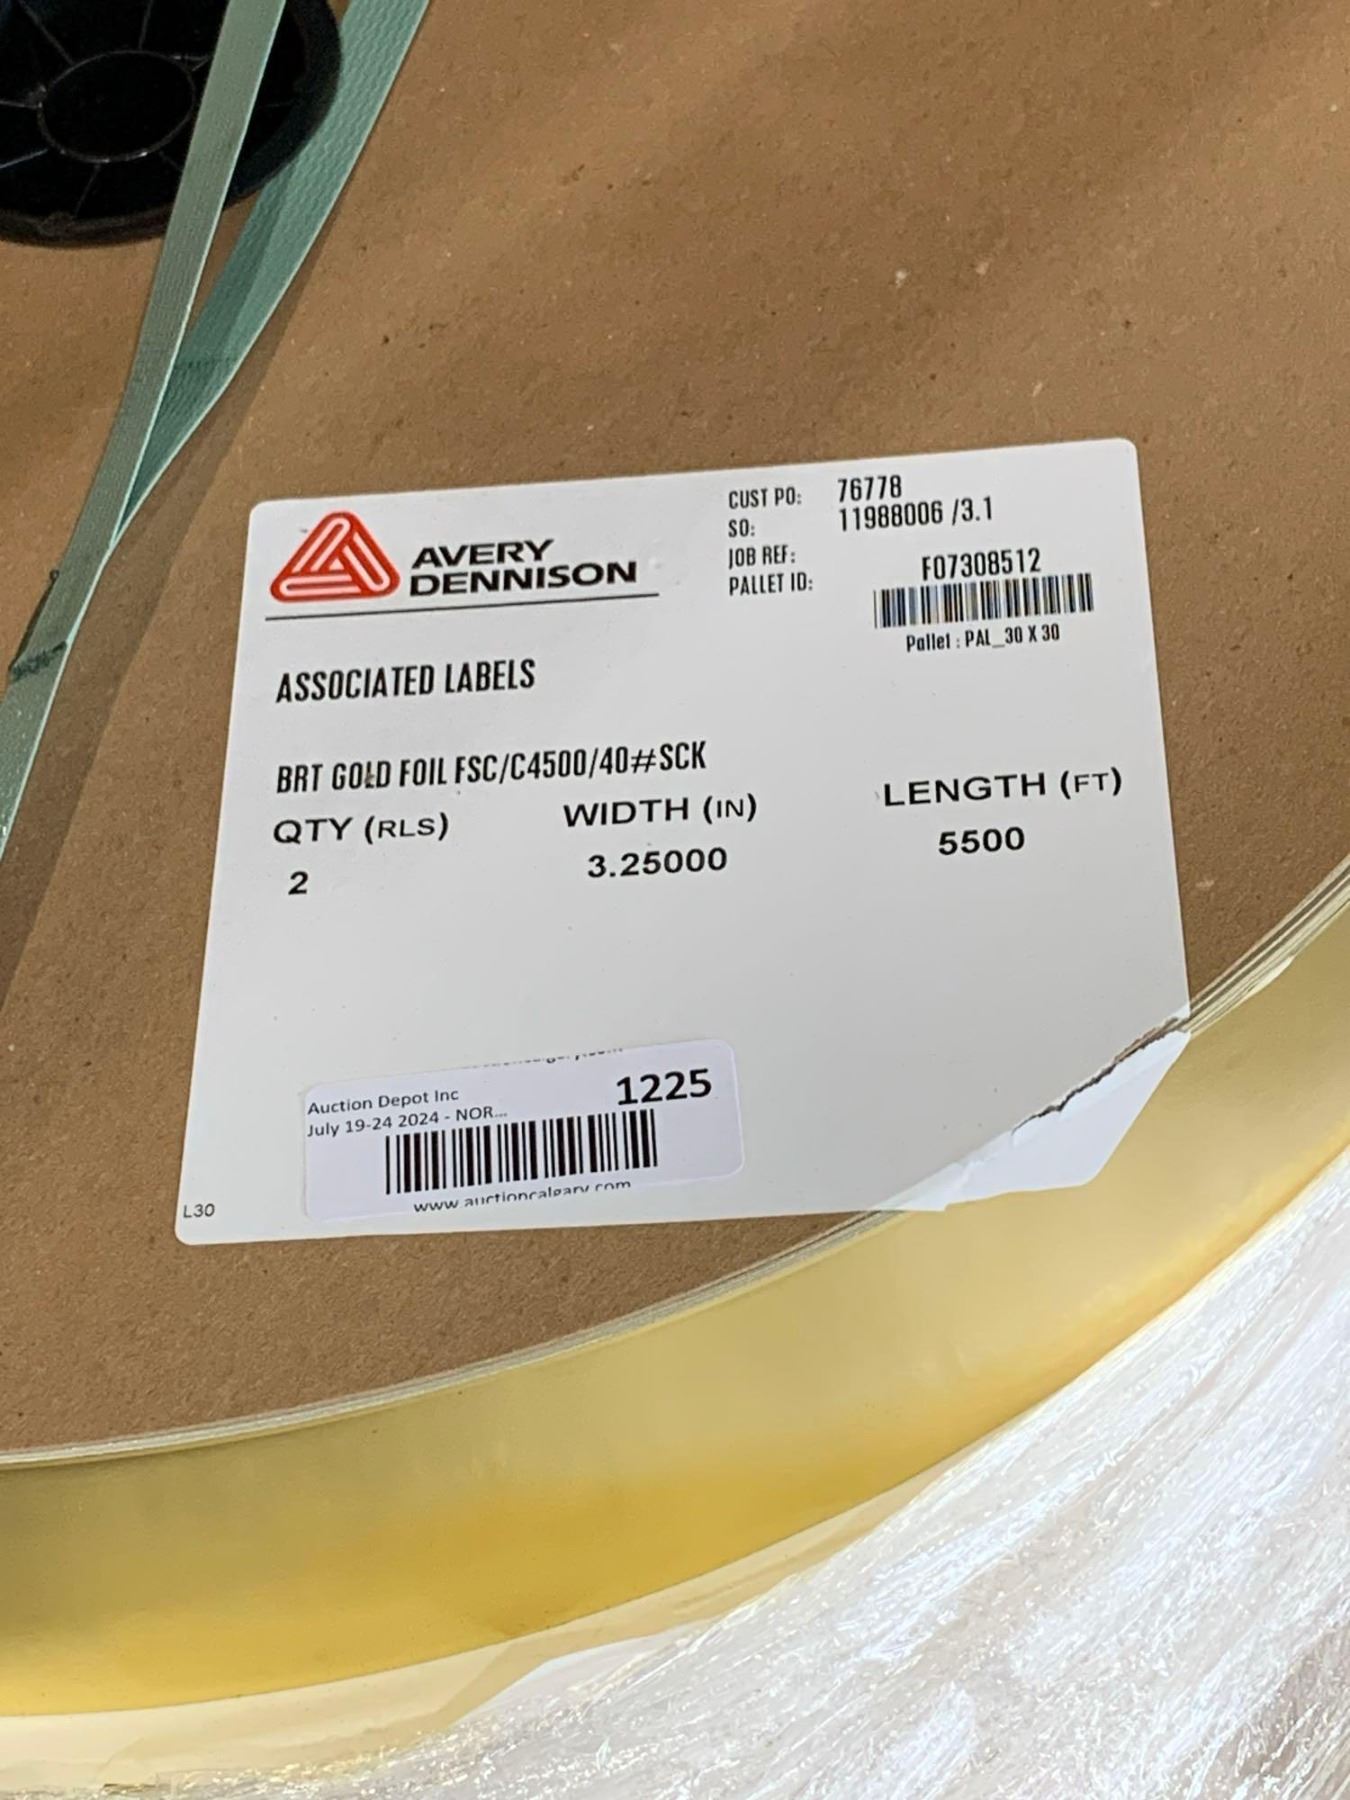 AVERY
DENNISON
CUST PO: 76778
SO: 11988006 /3.1
JOB REF:
PALLET ID: F07308512
Pallet : PAL_30 X 30
ASSOCIATED LABELS
BRT GOLD FOIL FSC/C4500/40#SCK
QTY (RLS) WIDTH (IN) LENGTH (FT)
2 3.25000 5500
Auction Depot Inc 1225
July 19-24 2024 - NOR...
www.auctioncalgary.com
L30